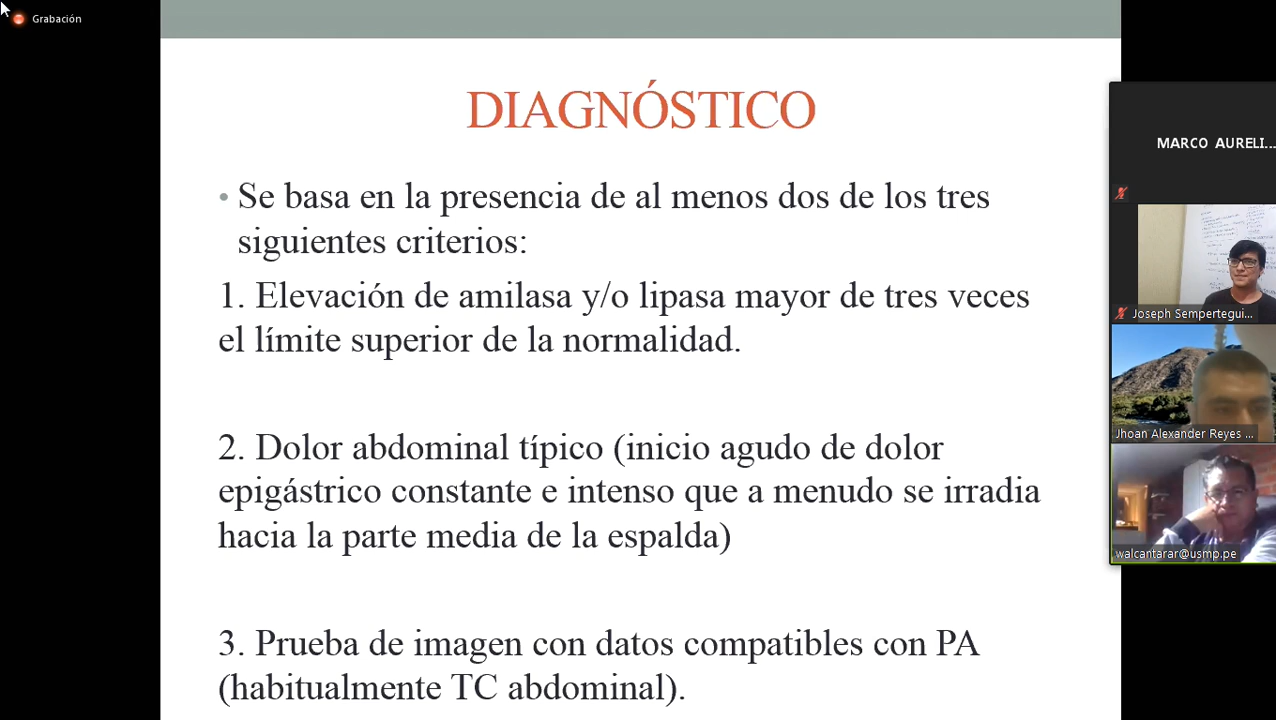 Grabación
DIAGNÓSTICO
• Se basa en la presencia de al menos dos de los tres
siguientes criterios:
1. Elevación de amilasa y/o lipasa mayor de tres veces
el límite superior de la normalidad.
2. Dolor abdominal típico (inicio agudo de dolor
epigástrico constante e intenso que a menudo se irradia
hacia la parte media de la espalda)
3. Prueba de imagen con datos compatibles con PA
(habitualmente TC abdominal).
MARCO AURELI...
Joseph Sempertegui...
Jhoan Alexander Reyes ...
walcantarar@usmp.pe